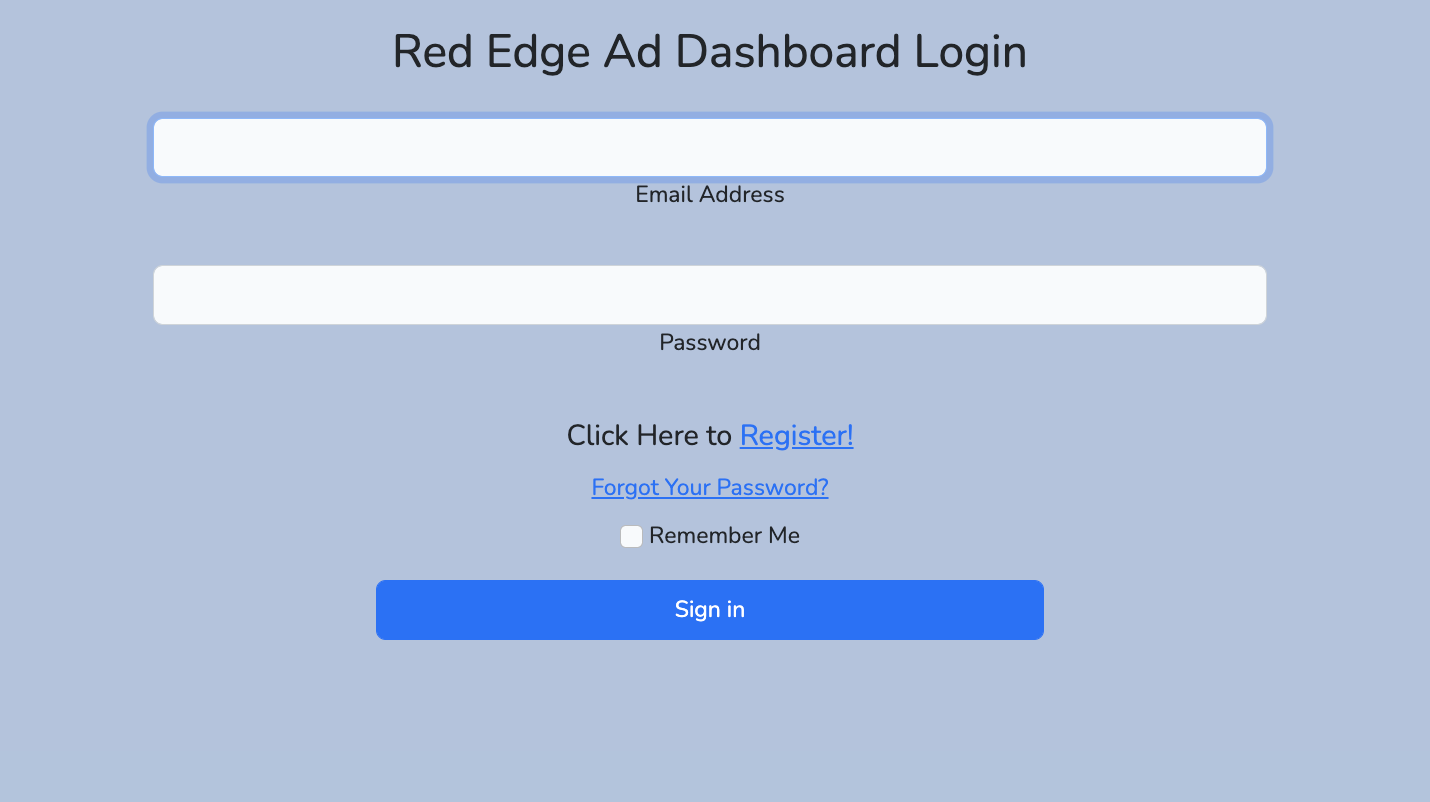 Red Edge Ad Dashboard Login
Email Address
Password
Click Here to Register!
Forgot Your Password?
Remember Me
Sign in